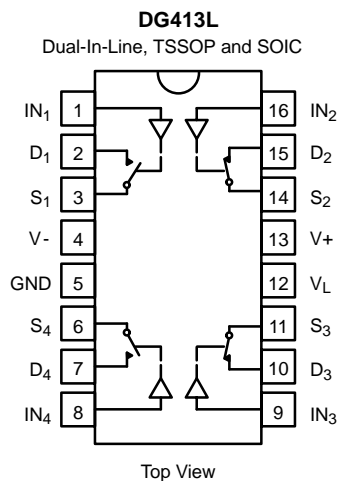 DG413L
Dual-In-Line, TSSOP and SOIC
IN1 1 16 IN2
D1 2 15 D2
S1 3 14 S2
V- 4 13 V+
GND 5 12 VL
S4 6 11 S3
D4 7 10 D3
IN4 8 9 IN3
Top View